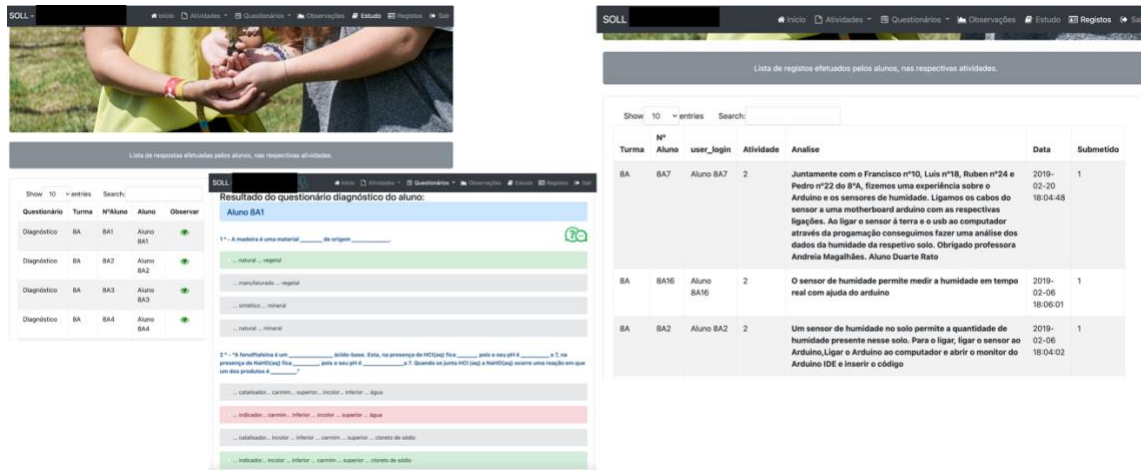 SOLL -
Início Atividades Questionários Observações Estudo Registos Sair
Lista de respostas efetuadas pelos alunos, nas respectivas atividades.
Show 10 entries Search:
Questionário Turma NºAluno Aluno Observar
Diagnóstico 8A 8A1 Aluno
8A1
Diagnóstico 8A 8A2 Aluno
8A2
Diagnóstico 8A 8A3 Aluno
8A3
Diagnóstico 8A 8A4 Aluno
8A4
SOLL -
Início Atividades Questionários Observações Estudo Registos Sair
Resultado do questionário diagnóstico do aluno:
Aluno 8A1
1 º - A madeira é uma material _______ de origem ____________.
... natural ... vegetal
... manufaturado ... vegetal
... sintético ... mineral
... natural ... mineral
2 º - "A fenolftaleína é um ______________ ácido-base. Esta, na presença de HCl(aq) fica ________, pois o seu pH é _________ a 7, na
presença de NaHO(aq) fica ________, pois o seu pH é _____________a 7. Quando se junta HCl (aq) a NaHO(aq) ocorre uma reação em que
um dos produtos é ________."
... catalisador... carmim... superior... incolor... inferior ... água
... indicador... carmim... inferior ... incolor ... superior ... água
... catalisador... incolor ... inferior ... carmim ... superior ... cloreto de sódio
... indicador... incolor ... inferior ... carmim ... superior ... cloreto de sódio
SOLL
Início Atividades Questionários Observações Estudo Registos Sa
Lista de registos efetuados pelos alunos, nas respectivas atividades.
Show 10 entries Search:
Nº
Turma Aluno user_login Atividade Analise Data Submetido
8A 8A7 Aluno 8A7 2 Juntamente com o Francisco nº10, Luis nº18, Ruben nº24 e 2019- 1
Pedro nº22 do 8ºA, fizemos uma experiência sobre o 02-20
Arduino e os sensores de humidade. Ligamos os cabos do 18:04:48
sensor a uma motherboard arduino com as respectivas
ligações. Ao ligar o sensor á terra e o usb ao computador
através da progamação conseguimos fazer uma análise dos
dados da humidade da respetivo solo. Obrigado professora
Andreia Magalhães. Aluno Duarte Rato
8A 8A16 Aluno 2 O sensor de humidade permite medir a humidade em tempo 2019- 1
8A16 real com ajuda do arduino 02-06
18:06:01
8A 8A2 Aluno 8A2 2 Um sensor de humidade no solo permite a quantidade de 2019- 1
humidade presente nesse solo. Para o ligar, ligar o sensor ao 02-06
Arduino,Ligar o Arduino ao computador e abrir o monitor do 18:04:02
Arduino IDE e inserir o código